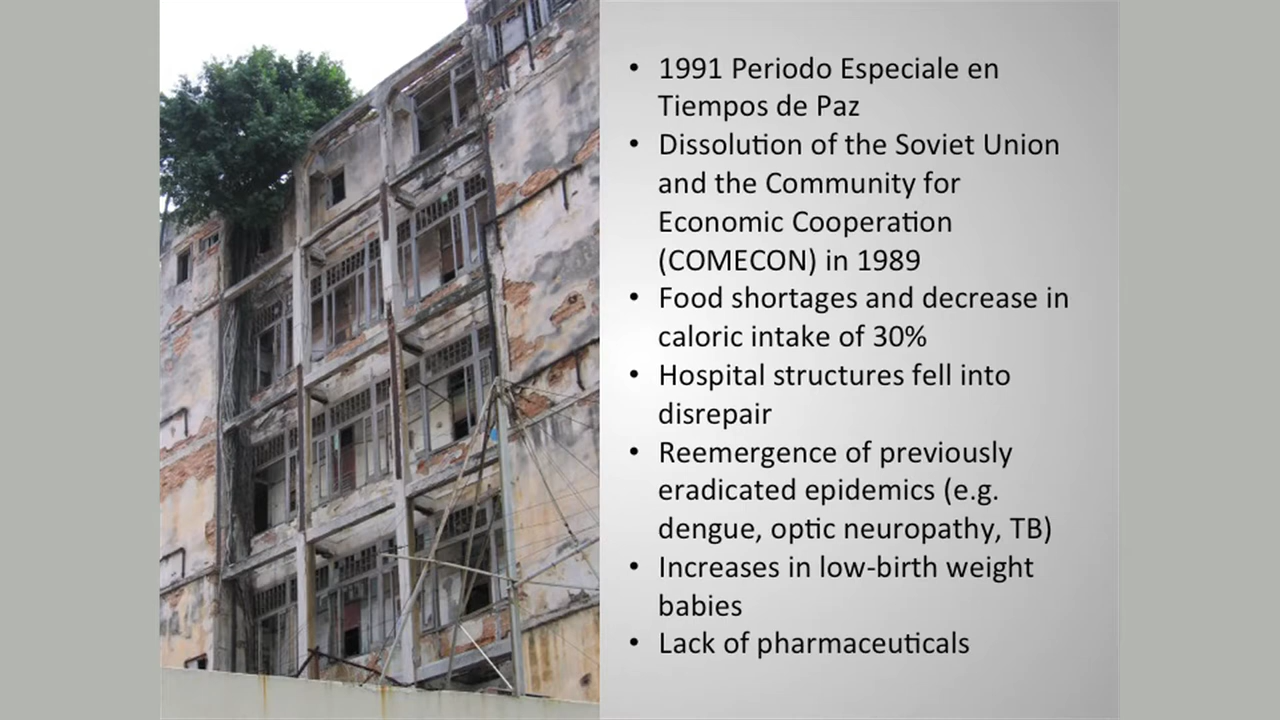 • 1991 Periodo Especiale en
Tiempos de Paz
• Dissolution of the Soviet Union
and the Community for
Economic Cooperation
(COMECON) in 1989
• Food shortages and decrease in
caloric intake of 30%
• Hospital structures fell into
disrepair
• Reemergence of previously
eradicated epidemics (e.g.
dengue, optic neuropathy, TB)
• Increases in low-birth weight
babies
• Lack of pharmaceuticals